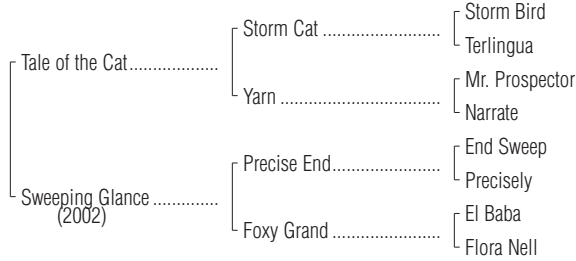 Storm Bird
Storm Cat ........................
Terlingua
Tale of the Cat..................
Mr. Prospector
Yarn .................................
Narrate
End Sweep
Precise End......................
Precisely
Sweeping Glance .............
(2002)
El Baba
Foxy Grand ......................
Flora Nell